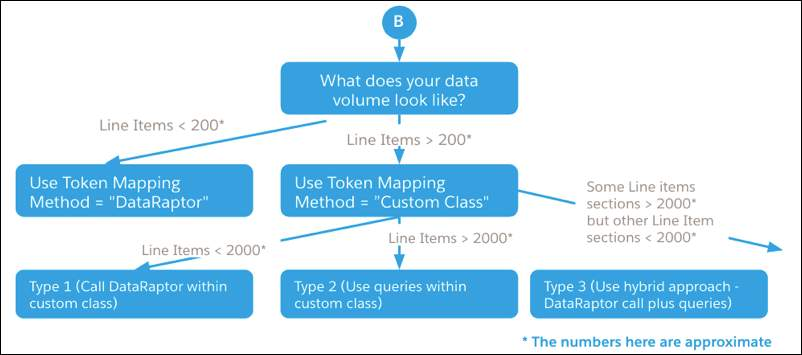 B
What does your data
volume look like?
Line Items < 200*
Line Items > 200*
Use Token Mapping
Method = "DataRaptor"
Use Token Mapping
Method = "Custom Class"
Some Line items
sections > 2000*
but other Line Item
sections < 2000*
Line Items < 2000*
Line Items > 2000*
Type 1 (Call DataRaptor within
custom class)
Type 2 (Use queries within
custom class)
Type 3 (Use hybrid approach -
DataRaptor call plus queries)
* The numbers here are approximate